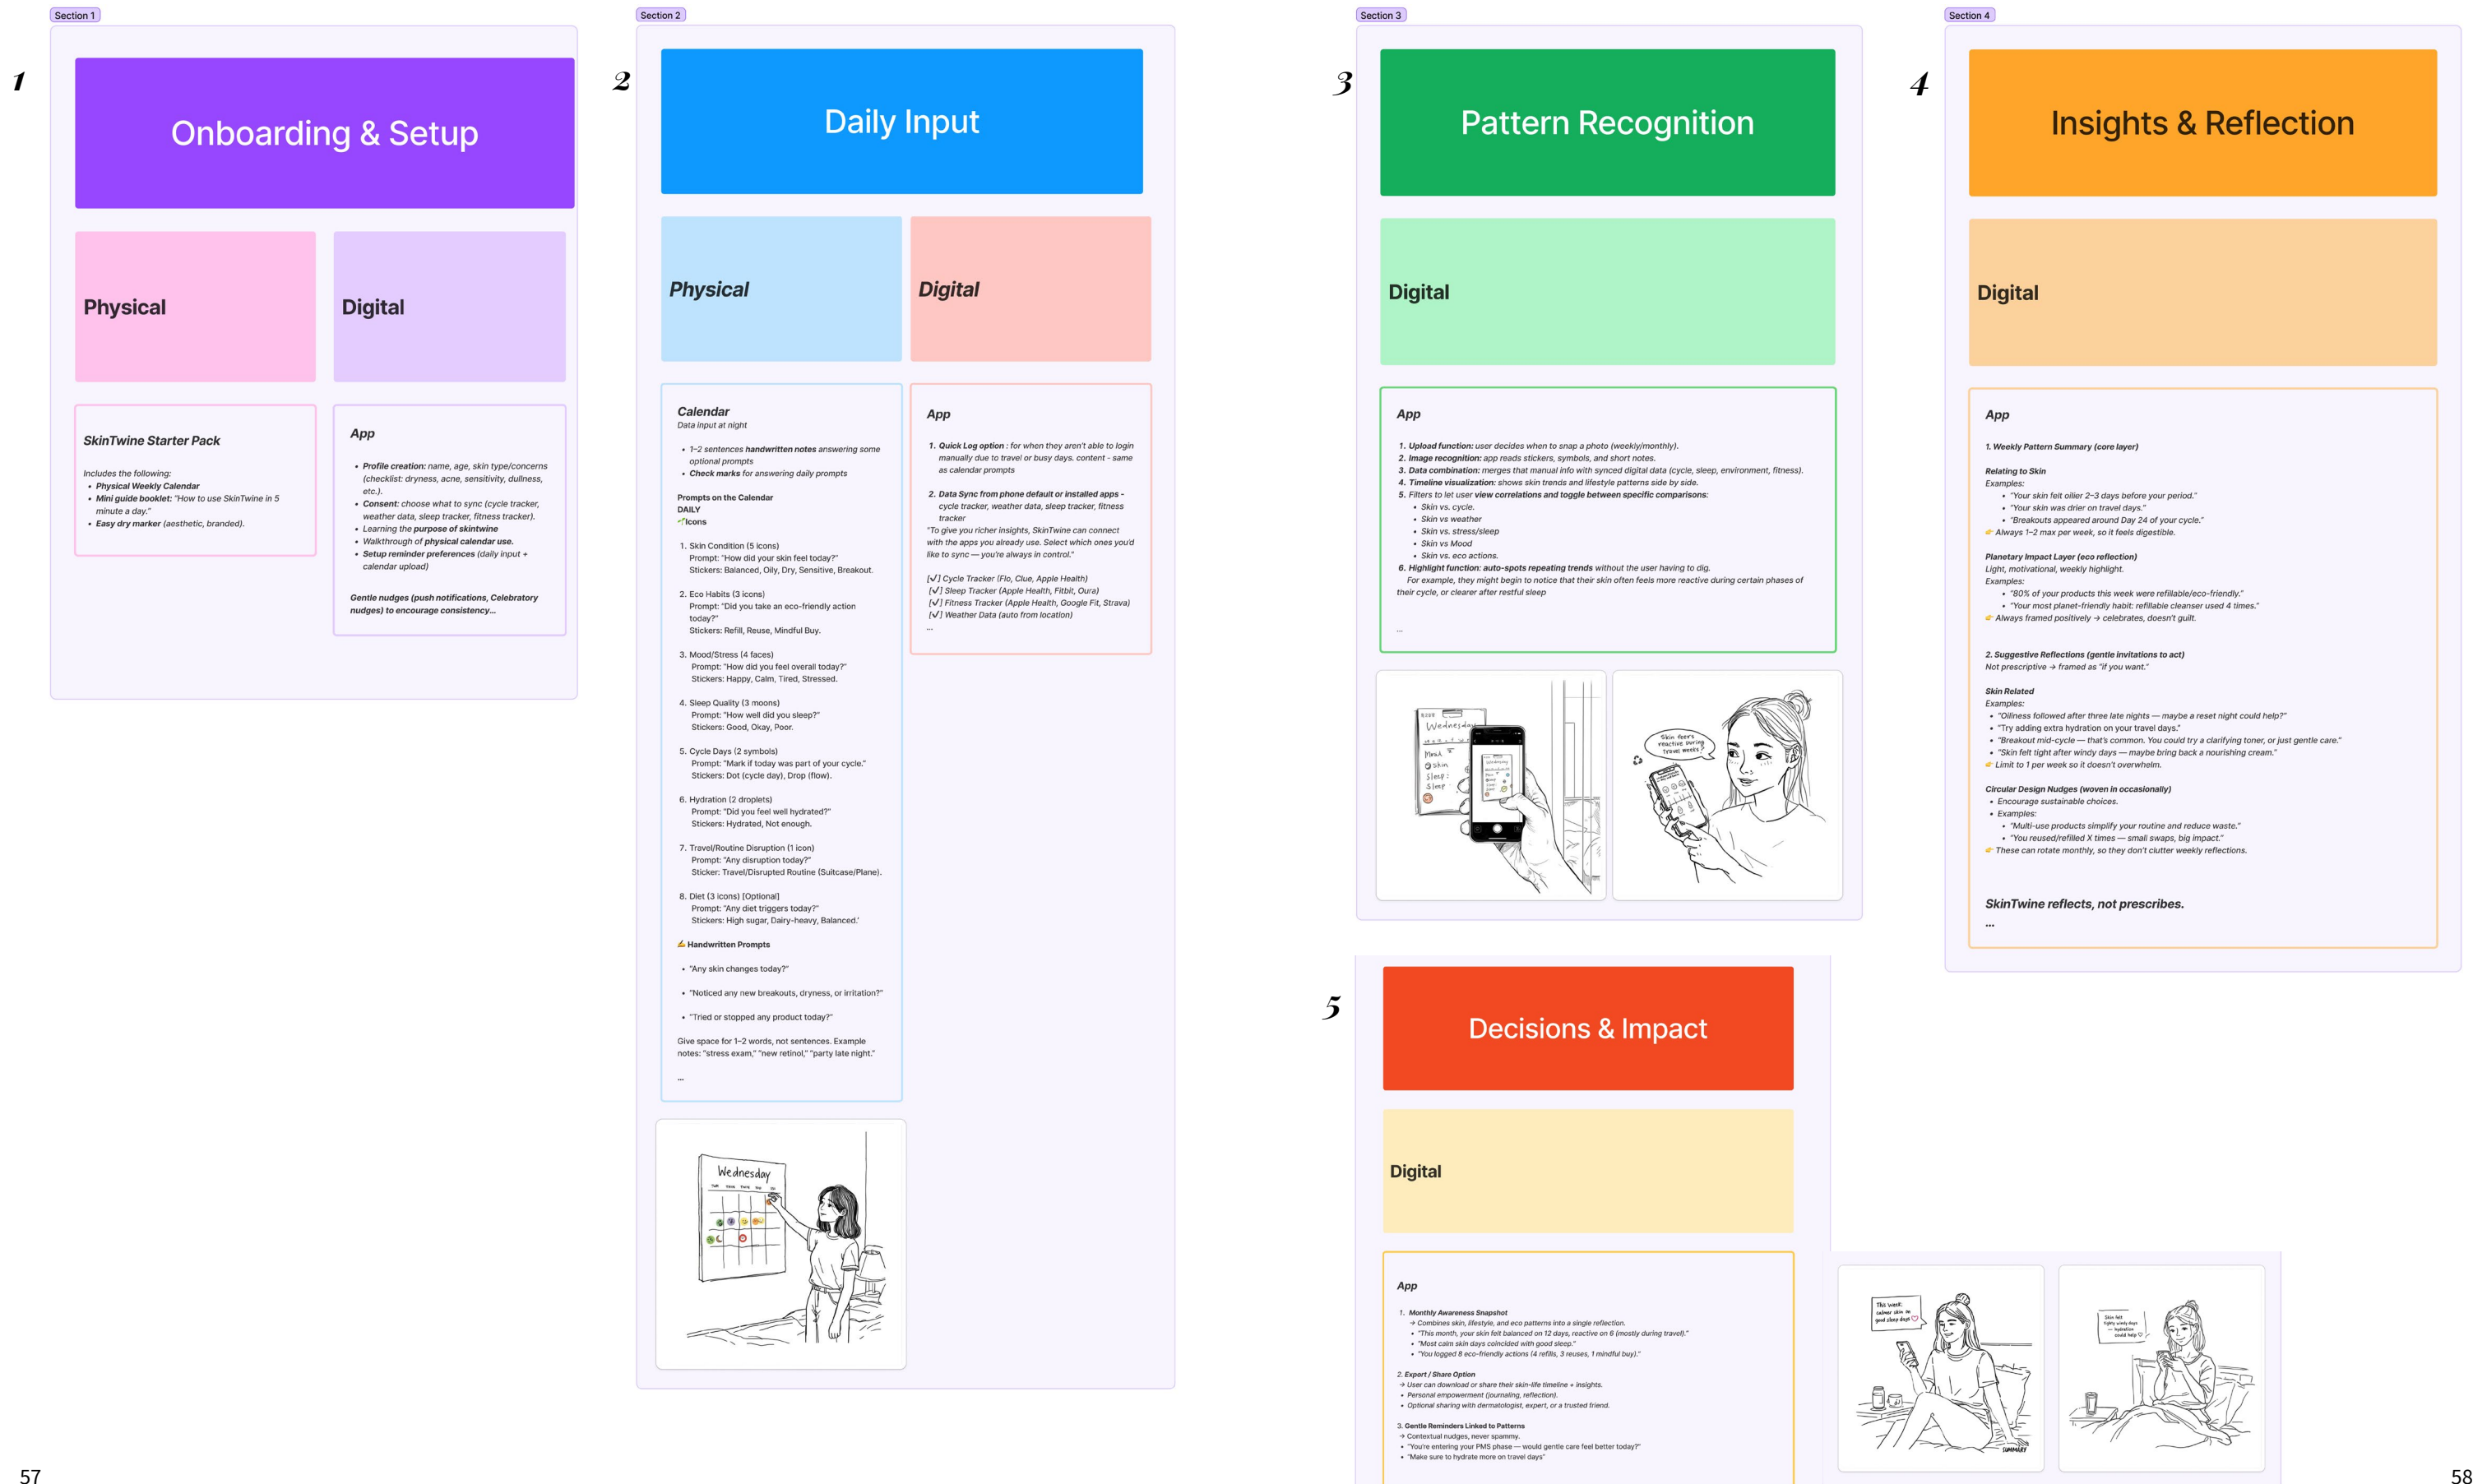 Section 1
1
Onboarding & Setup
Physical
Digital
SkinTwine Starter Pack
Includes the following:
• Physical Weekly Calendar
• Mini guide booklet: "How to use SkinTwine in 5
minute a day."
• Easy dry marker (aesthetic, branded).
App
• Profile creation: name, age, skin type/concerns
(checklist: dryness, acne, sensitivity, dullness,
etc.).
• Consent: choose what to sync (cycle tracker,
weather data, sleep tracker, fitness tracker).
• Learning the purpose of skintwine
• Walkthrough of physical calendar use.
• Setup reminder preferences (daily input +
calendar upload)
Gentle nudges (push notifications, Celebratory
nudges) to encourage consistency...
Section 2
2
Daily Input
Physical
Digital
Calendar
Data input at night
• 1–2 sentences handwritten notes answering some
optional prompts
• Check marks for answering daily prompts
Prompts on the Calendar
DAILY
🌱Icons
1. Skin Condition (5 icons)
Prompt: "How did your skin feel today?"
Stickers: Balanced, Oily, Dry, Sensitive, Breakout.
2. Eco Habits (3 icons)
Prompt: "Did you take an eco-friendly action
today?"
Stickers: Refill, Reuse, Mindful Buy.
3. Mood/Stress (4 faces)
Prompt: "How did you feel overall today?"
Stickers: Happy, Calm, Tired, Stressed.
4. Sleep Quality (3 moons)
Prompt: "How well did you sleep?"
Stickers: Good, Okay, Poor.
5. Cycle Days (2 symbols)
Prompt: "Mark if today was part of your cycle."
Stickers: Dot (cycle day), Drop (flow).
6. Hydration (2 droplets)
Prompt: "Did you feel well hydrated?"
Stickers: Hydrated, Not enough.
7. Travel/Routine Disruption (1 icon)
Prompt: "Any disruption today?"
Sticker: Travel/Disrupted Routine (Suitcase/Plane).
8. Diet (3 icons) [Optional]
Prompt: "Any diet triggers today?"
Stickers: High sugar, Dairy-heavy, Balanced.'
✍️ Handwritten Prompts
• "Any skin changes today?"
• "Noticed any new breakouts, dryness, or irritation?"
• "Tried or stopped any product today?"
Give space for 1–2 words, not sentences. Example
notes: "stress exam," "new retinol," "party late night."
...
Wednesday
App
1. Quick Log option : for when they aren't able to login
manually due to travel or busy days. content - same
as calendar prompts
2. Data Sync from phone default or installed apps -
cycle tracker, weather data, sleep tracker, fitness
tracker
"To give you richer insights, SkinTwine can connect
with the apps you already use. Select which ones you'd
like to sync — you're always in control."
[✓] Cycle Tracker (Flo, Clue, Apple Health)
[✓] Sleep Tracker (Apple Health, Fitbit, Oura)
[✓] Fitness Tracker (Apple Health, Google Fit, Strava)
[✓] Weather Data (auto from location)
...
Section 3
3
Pattern Recognition
Digital
App
1. Upload function: user decides when to snap a photo (weekly/monthly).
2. Image recognition: app reads stickers, symbols, and short notes.
3. Data combination: merges that manual info with synced digital data (cycle, sleep, environment, fitness).
4. Timeline visualization: shows skin trends and lifestyle patterns side by side.
5. Filters to let user view correlations and toggle between specific comparisons:
• Skin vs. cycle.
• Skin vs weather
• Skin vs. stress/sleep
• Skin vs Mood
• Skin vs. eco actions.
6. Highlight function: auto-spots repeating trends without the user having to dig.
For example, they might begin to notice that their skin often feels more reactive during certain phases of
their cycle, or clearer after restful sleep
...
Wednesday
Mood
skin
Sleep:
Sleep
Wednesday
Skin feels
reactive during
travel weeks?
Section 4
4
Insights & Reflection
Digital
App
1. Weekly Pattern Summary (core layer)
Relating to Skin
Examples:
• "Your skin felt oilier 2–3 days before your period."
• "Your skin was drier on travel days."
• "Breakouts appeared around Day 24 of your cycle."
👉 Always 1–2 max per week, so it feels digestible.
Planetary Impact Layer (eco reflection)
Light, motivational, weekly highlight.
Examples:
• "80% of your products this week were refillable/eco-friendly."
• "Your most planet-friendly habit: refillable cleanser used 4 times."
👉 Always framed positively → celebrates, doesn't guilt.
2. Suggestive Reflections (gentle invitations to act)
Not prescriptive → framed as "if you want."
Skin Related
Examples:
• "Oiliness followed after three late nights — maybe a reset night could help?"
• "Try adding extra hydration on your travel days."
• "Breakout mid-cycle — that's common. You could try a clarifying toner, or just gentle care."
• "Skin felt tight after windy days — maybe bring back a nourishing cream."
👉 Limit to 1 per week so it doesn't overwhelm.
Circular Design Nudges (woven in occasionally)
• Encourage sustainable choices.
• Examples:
• "Multi-use products simplify your routine and reduce waste."
• "You reused/refilled X times — small swaps, big impact."
👉 These can rotate monthly, so they don't clutter weekly reflections.
SkinTwine reflects, not prescribes.
...
5
Decisions & Impact
Digital
App
1. Monthly Awareness Snapshot
→ Combines skin, lifestyle, and eco patterns into a single reflection.
• "This month, your skin felt balanced on 12 days, reactive on 6 (mostly during travel)."
• "Most calm skin days coincided with good sleep."
• "You logged 8 eco-friendly actions (4 refills, 3 reuses, 1 mindful buy)."
2. Export / Share Option
→ User can download or share their skin-life timeline + insights.
• Personal empowerment (journaling, reflection).
• Optional sharing with dermatologist, expert, or a trusted friend.
3. Gentle Reminders Linked to Patterns
→ Contextual nudges, never spammy.
• "You're entering your PMS phase — would gentle care feel better today?"
• "Make sure to hydrate more on travel days"
This week:
calmer skin on
good sleep days
SUMMARY
Skin felt
tight windy days
— hydration
could help
57
58